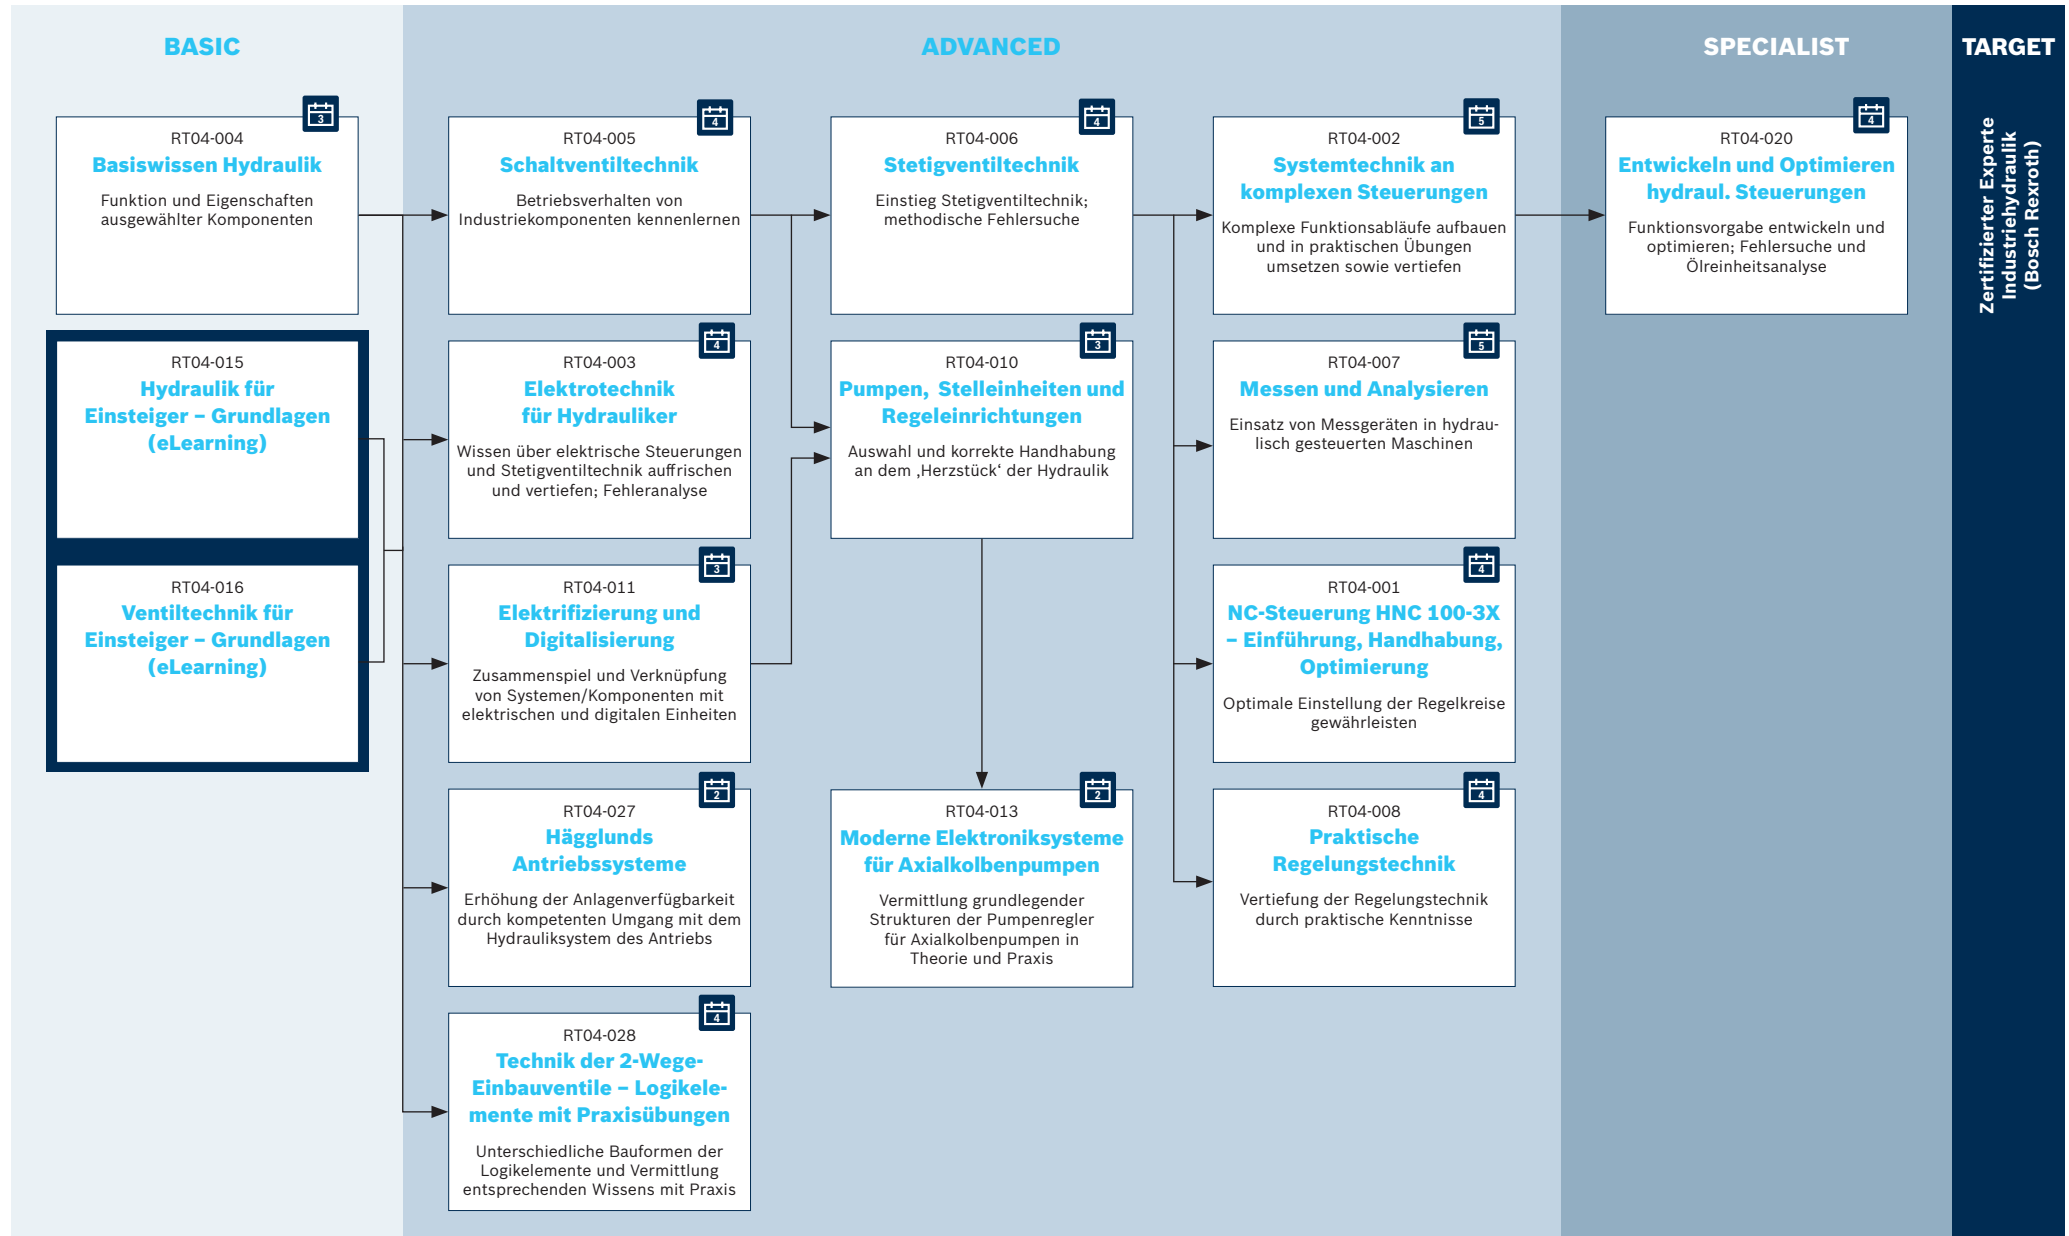 BASIC
ADVANCED
SPECIALIST
TARGET
3
RT04-004
Basiswissen Hydraulik
Funktion und Eigenschaften
ausgewählter Komponenten
RT04-015
Hydraulik für
Einsteiger – Grundlagen
(eLearning)
RT04-016
Ventiltechnik für
Einsteiger – Grundlagen
(eLearning)
4
RT04-005
Schaltventiltechnik
Betriebsverhalten von
Industriekomponenten kennenlernen
4
RT04-003
Elektrotechnik
für Hydrauliker
Wissen über elektrische Steuerungen
und Stetigventiltechnik auffrischen
und vertiefen; Fehleranalyse
3
RT04-011
Elektrifizierung und
Digitalisierung
Zusammenspiel und Verknüpfung
von Systemen/Komponenten mit
elektrischen und digitalen Einheiten
2
RT04-027
Hägglunds
Antriebssysteme
Erhöhung der Anlagenverfügbarkeit
durch kompetenten Umgang mit dem
Hydrauliksystem des Antriebs
4
RT04-028
Technik der 2-Wege-
Einbauventile – Logikele-
mente mit Praxisübungen
Unterschiedliche Bauformen der
Logikelemente und Vermittlung
entsprechenden Wissens mit Praxis
4
RT04-006
Stetigventiltechnik
Einstieg Stetigventiltechnik;
methodische Fehlersuche
3
RT04-010
Pumpen, Stelleinheiten und
Regeleinrichtungen
Auswahl und korrekte Handhabung
an dem ‚Herzstück‘ der Hydraulik
2
RT04-013
Moderne Elektroniksysteme
für Axialkolbenpumpen
Vermittlung grundlegender
Strukturen der Pumpenregler
für Axialkolbenpumpen in
Theorie und Praxis
5
RT04-002
Systemtechnik an
komplexen Steuerungen
Komplexe Funktionsabläufe aufbauen
und in praktischen Übungen
umsetzen sowie vertiefen
5
RT04-007
Messen und Analysieren
Einsatz von Messgeräten in hydrau-
lisch gesteuerten Maschinen
4
RT04-001
NC-Steuerung HNC 100-3X
– Einführung, Handhabung,
Optimierung
Optimale Einstellung der Regelkreise
gewährleisten
4
RT04-008
Praktische
Regelungstechnik
Vertiefung der Regelungstechnik
durch praktische Kenntnisse
4
RT04-020
Entwickeln und Optimieren
hydraul. Steuerungen
Funktionsvorgabe entwickeln und
optimieren; Fehlersuche und
Ölreinheitsanalyse
Zertifizierter Experte
Industriehydraulik
(Bosch Rexroth)